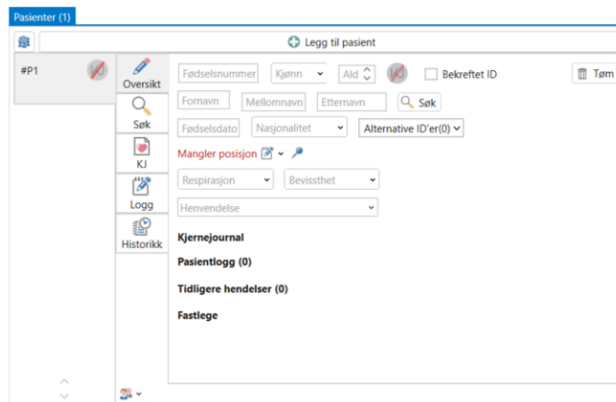 Pasienter (1)
Legg til pasient
#P1
Oversikt
Fødselsnummer Kjønn Ald Bekreftet ID Tøm
Fornavn Mellomnavn Etternavn Søk
Søk
Fødselsdato Nasjonalitet Alternative ID'er(0)
KJ
Mangler posisjon
Respirasjon Bevissthet
Logg
Henvendelse
Historikk
Kjernejournal
Pasientlogg (0)
Tidligere hendelser (0)
Fastlege